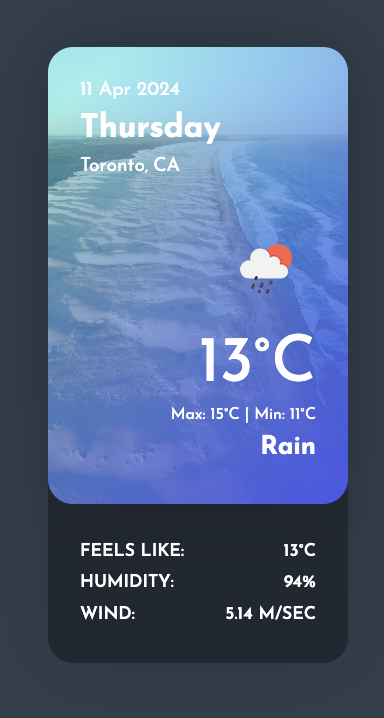 11 Apr 2024
Thursday
Toronto, CA
13°C
Max: 15°C | Min: 11°C
Rain
FEELS LIKE: 13°C
HUMIDITY: 94%
WIND: 5.14 M/SEC